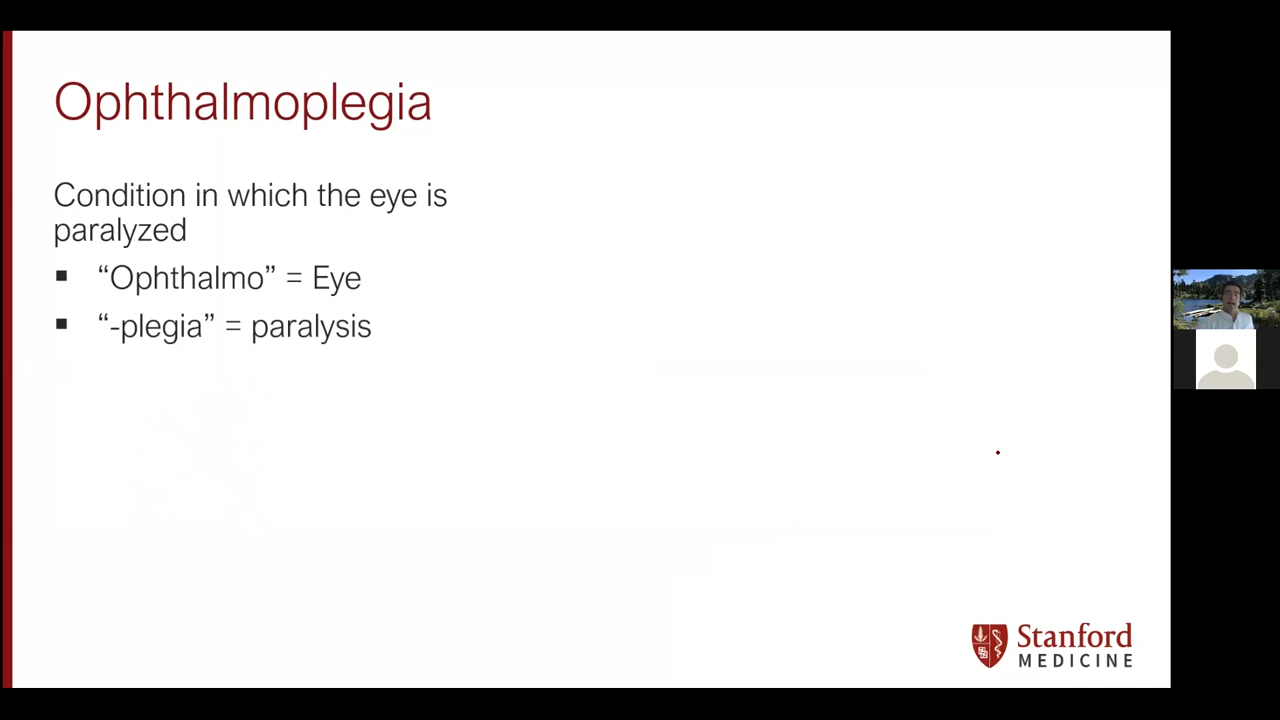 Ophthalmoplegia
Condition in which the eye is
paralyzed
▪ “Ophthalmo” = Eye
▪ “-plegia” = paralysis
Stanford
MEDICINE